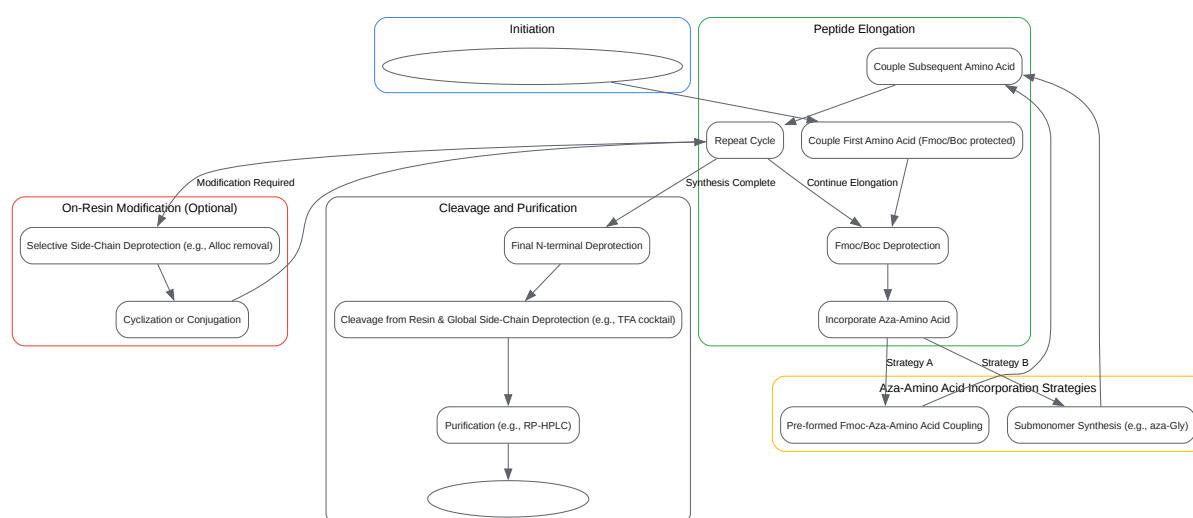 Initiation
Peptide Elongation
Couple Subsequent Amino Acid
Repeat Cycle
Couple First Amino Acid (Fmoc/Boc protected)
Modification Required
Synthesis Complete
Continue Elongation
On-Resin Modification (Optional)
Cleavage and Purification
Selective Side-Chain Deprotection (e.g., Alloc removal)
Final N-terminal Deprotection
Fmoc/Boc Deprotection
Cyclization or Conjugation
Cleavage from Resin & Global Side-Chain Deprotection (e.g., TFA cocktail)
Incorporate Aza-Amino Acid
Strategy A
Strategy B
Aza-Amino Acid Incorporation Strategies
Purification (e.g., RP-HPLC)
Pre-formed Fmoc-Aza-Amino Acid Coupling
Submonomer Synthesis (e.g., aza-Gly)